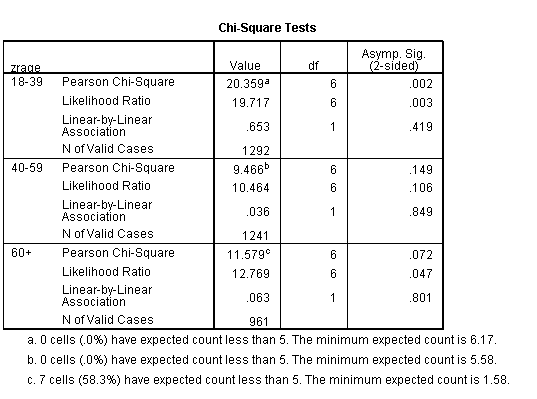 Chi-Square Tests
zrage Value df Asymp. Sig. (2-sided)
18-39 Pearson Chi-Square 20.359a 6 .002
Likelihood Ratio 19.717 6 .003
Linear-by-Linear Association .653 1 .419
N of Valid Cases 1292
40-59 Pearson Chi-Square 9.466b 6 .149
Likelihood Ratio 10.464 6 .106
Linear-by-Linear Association .036 1 .849
N of Valid Cases 1241
60+ Pearson Chi-Square 11.579c 6 .072
Likelihood Ratio 12.769 6 .047
Linear-by-Linear Association .063 1 .801
N of Valid Cases 961
a. 0 cells (.0%) have expected count less than 5. The minimum expected count is 6.17.
b. 0 cells (.0%) have expected count less than 5. The minimum expected count is 5.58.
c. 7 cells (58.3%) have expected count less than 5. The minimum expected count is 1.58.